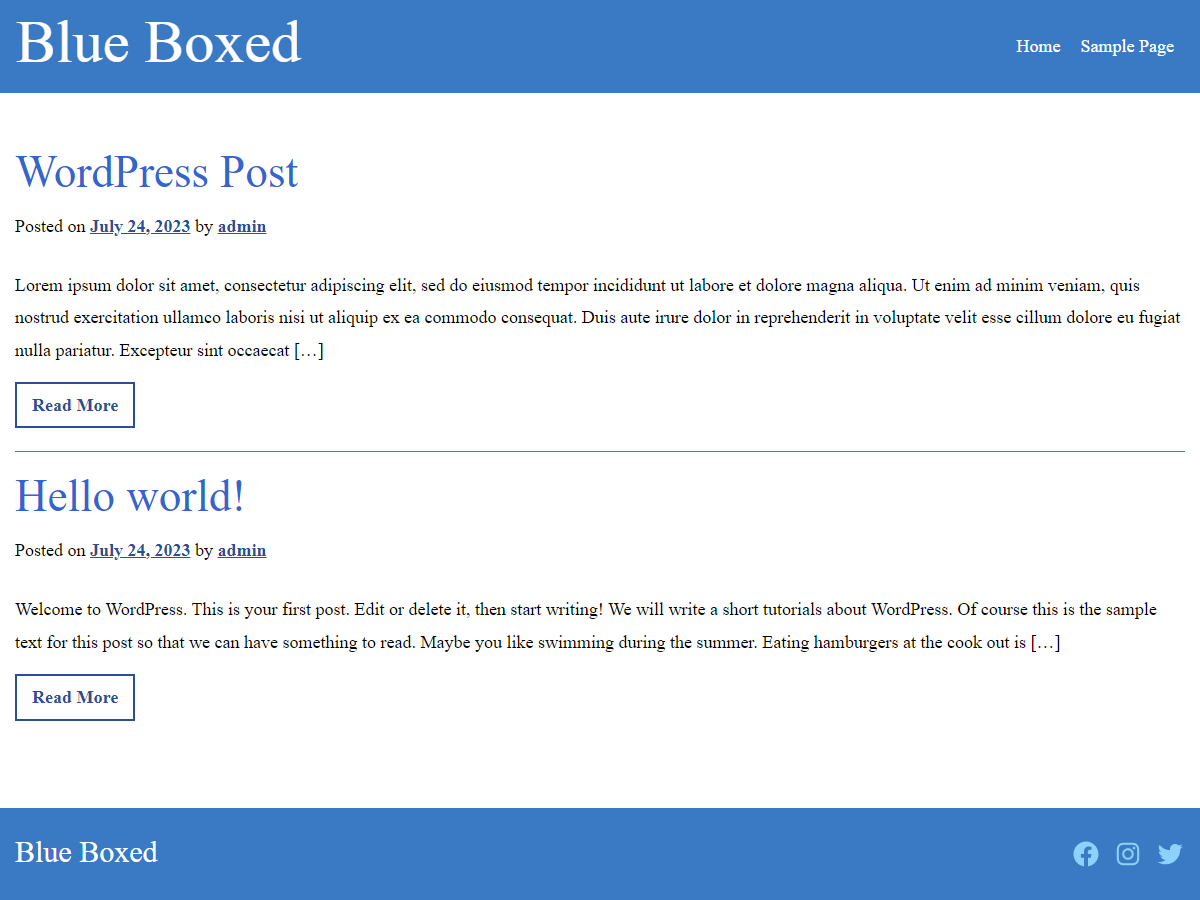 Blue Boxed
Home Sample Page
WordPress Post
Posted on July 24, 2023 by admin
Lorem ipsum dolor sit amet, consectetur adipiscing elit, sed do eiusmod tempor incididunt ut labore et dolore magna aliqua. Ut enim ad minim veniam, quis
nostrud exercitation ullamco laboris nisi ut aliquip ex ea commodo consequat. Duis aute irure dolor in reprehenderit in voluptate velit esse cillum dolore eu fugiat
nulla pariatur. Excepteur sint occaecat […]
Read More
Hello world!
Posted on July 24, 2023 by admin
Welcome to WordPress. This is your first post. Edit or delete it, then start writing! We will write a short tutorials about WordPress. Of course this is the sample
text for this post so that we can have something to read. Maybe you like swimming during the summer. Eating hamburgers at the cook out is […]
Read More
Blue Boxed